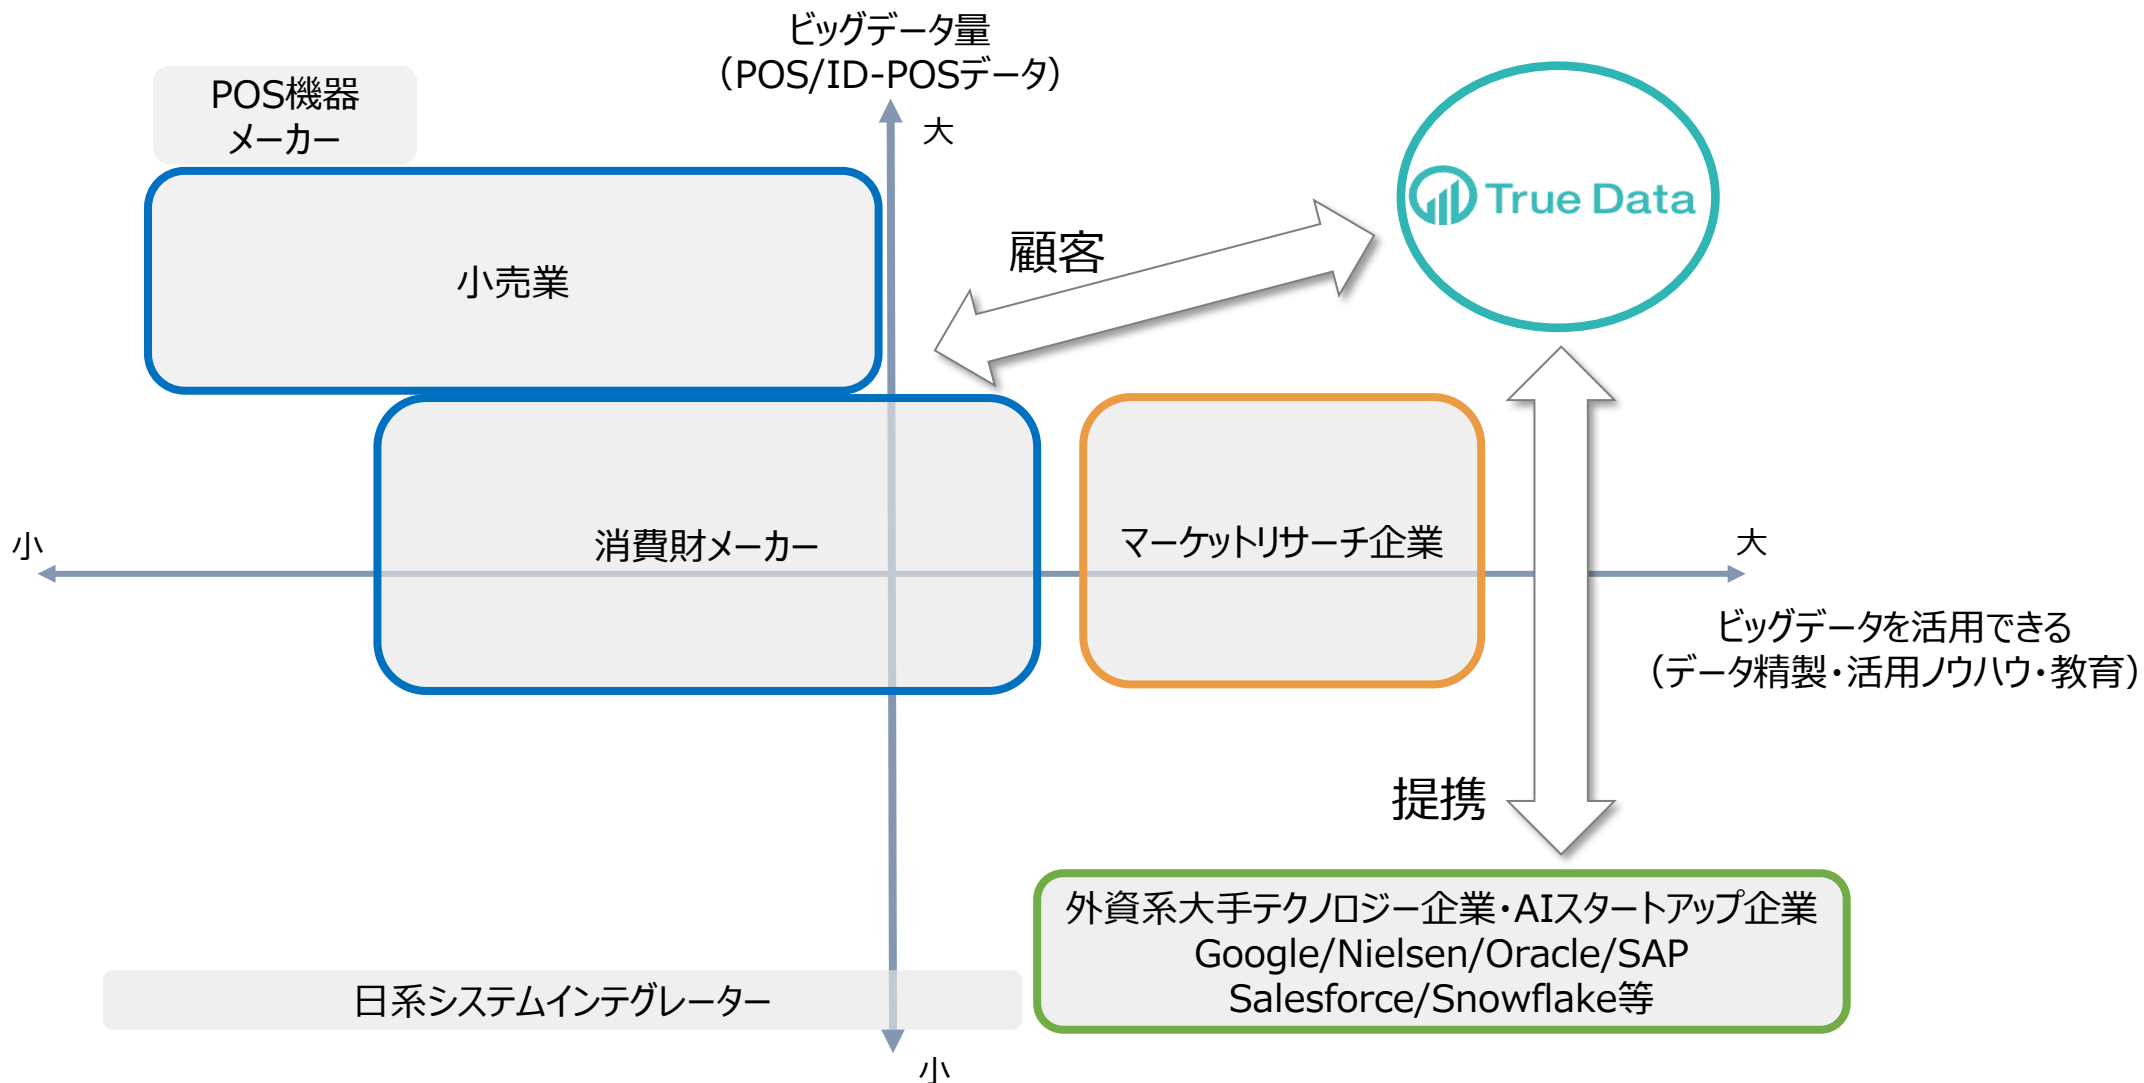 ビッグデータ量
（POS/ID-POSデータ）
大
POS機器
メーカー
True Data
顧客
小売業
小
消費財メーカー
マーケットリサーチ企業
大
ビッグデータを活用できる
（データ精製・活用ノウハウ・教育）
提携
外資系大手テクノロジー企業・AIスタートアップ企業
Google/Nielsen/Oracle/SAP
Salesforce/Snowflake等
日系システムインテグレーター
小